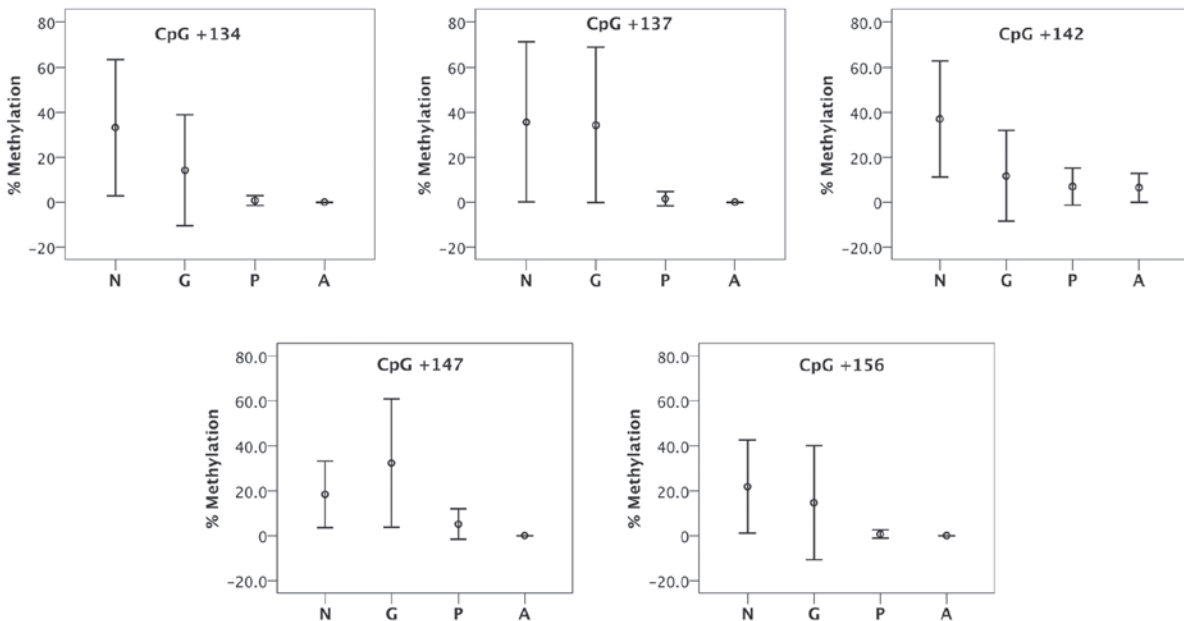 CpG +134
% Methylation
80
60
40
20
0
−20
N G P A
CpG +137
% Methylation
80
60
40
20
0
−20
N G P A
CpG +142
% Methylation
80.0
60.0
40.0
20.0
0
−20.0
N G P A
CpG +147
% Methylation
80.0
60.0
40.0
20.0
0
−20.0
N G P A
CpG +156
% Methylation
80.0
60.0
40.0
20.0
0
−20.0
N G P A